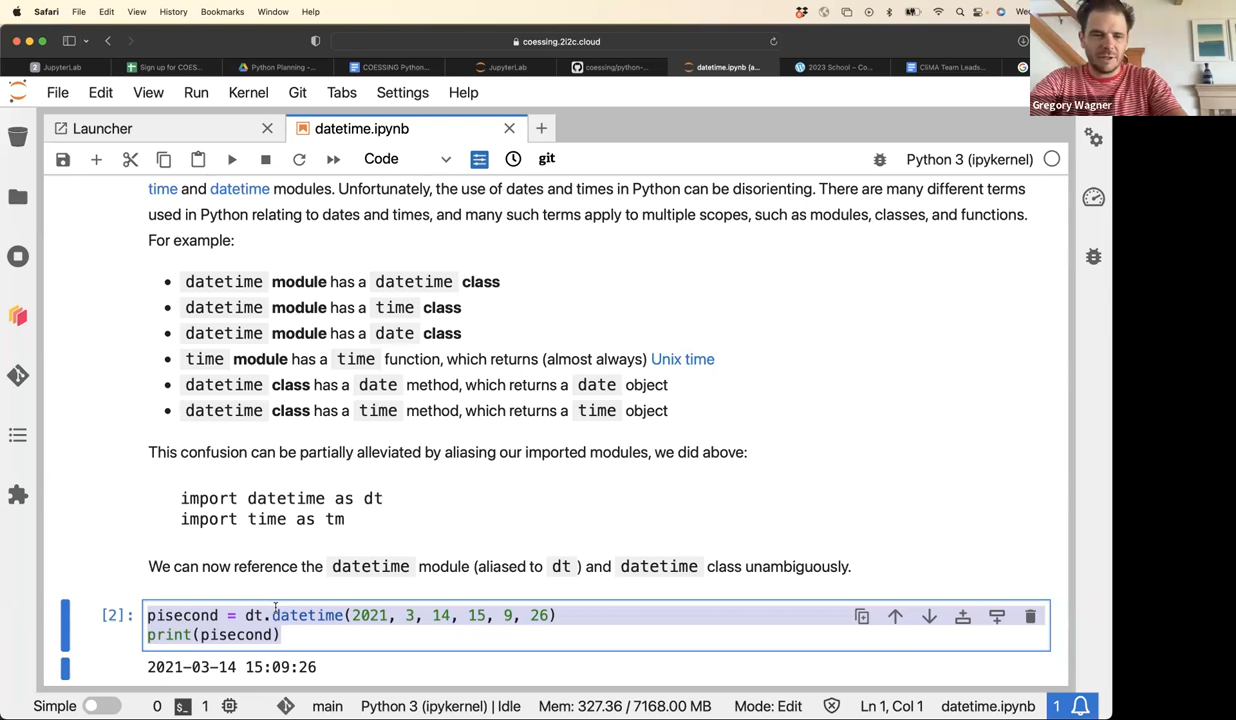 Safari File Edit View History Bookmarks Window Help
coessing.2i2c.cloud
JupyterLab Sign up for COES... Python Planning -... COESSING Python... JupyterLab coessing/python-... datetime.ipynb (a... 2023 School – Co... CliMA Team Leads...
Gregory Wagner
File Edit View Run Kernel Git Tabs Settings Help
Launcher datetime.ipynb
Code git Python 3 (ipykernel)
time and datetime modules. Unfortunately, the use of dates and times in Python can be disorienting. There are many different terms
used in Python relating to dates and times, and many such terms apply to multiple scopes, such as modules, classes, and functions.
For example:
• datetime module has a datetime class
• datetime module has a time class
• datetime module has a date class
• time module has a time function, which returns (almost always) Unix time
• datetime class has a date method, which returns a date object
• datetime class has a time method, which returns a time object
This confusion can be partially alleviated by aliasing our imported modules, we did above:
import datetime as dt
import time as tm
We can now reference the datetime module (aliased to dt ) and datetime class unambiguously.
[2]: pisecond = dt.datetime(2021, 3, 14, 15, 9, 26)
print(pisecond)
2021-03-14 15:09:26
Simple 0 1 main Python 3 (ipykernel) | Idle Mem: 327.36 / 7168.00 MB Mode: Edit Ln 1, Col 1 datetime.ipynb 1